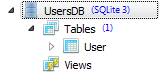 UsersDB (SQLite 3)
Tables (1)
User
Views